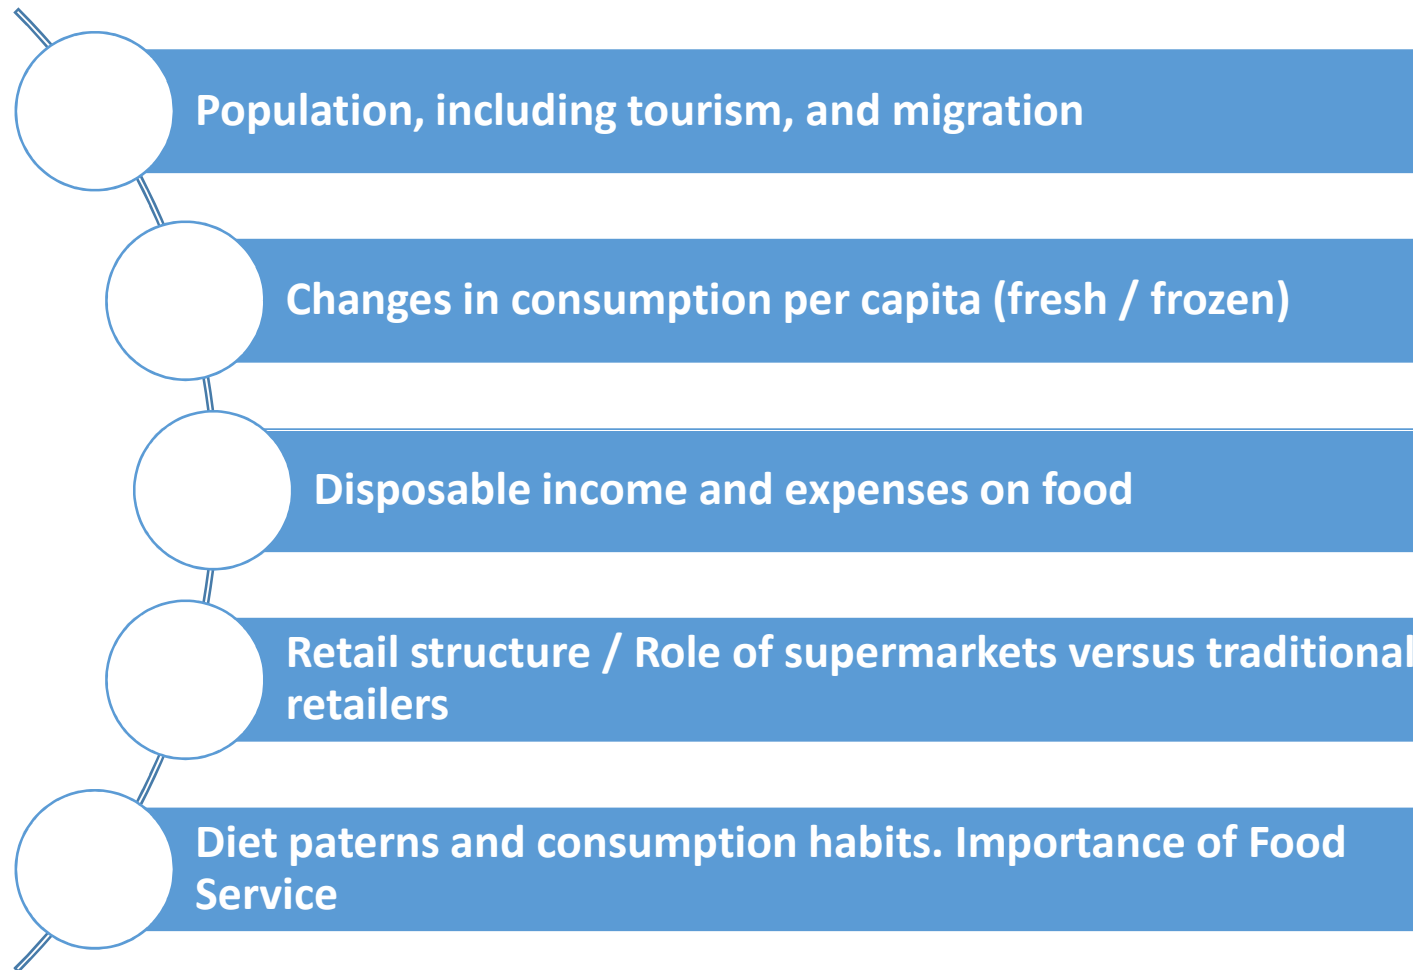 Population, including tourism, and migration
Changes in consumption per capita (fresh / frozen)
Disposable income and expenses on food
Retail structure / Role of supermarkets versus traditional
retailers
Diet paterns and consumption habits. Importance of Food
Service